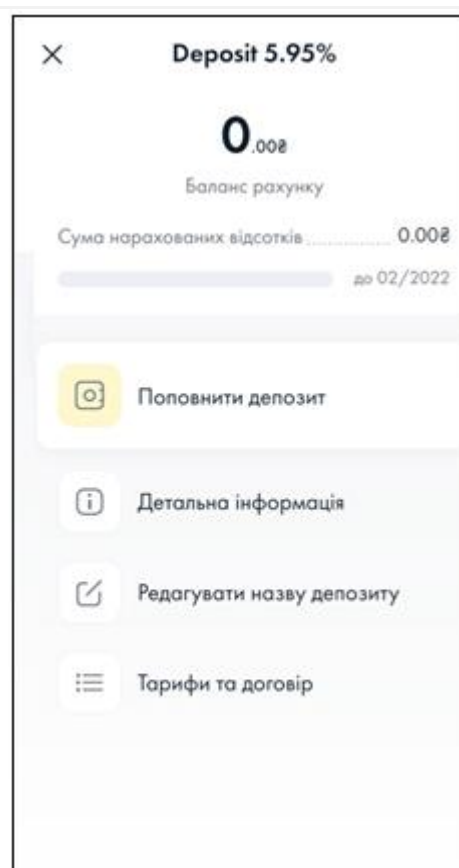 Deposit 5.95%
0.00₴
Баланс рахунку
Сума нарахованих відсотків 0.00₴
до 02/2022
Поповнити депозит
Детальна інформація
Редагувати назву депозиту
Тарифи та договір